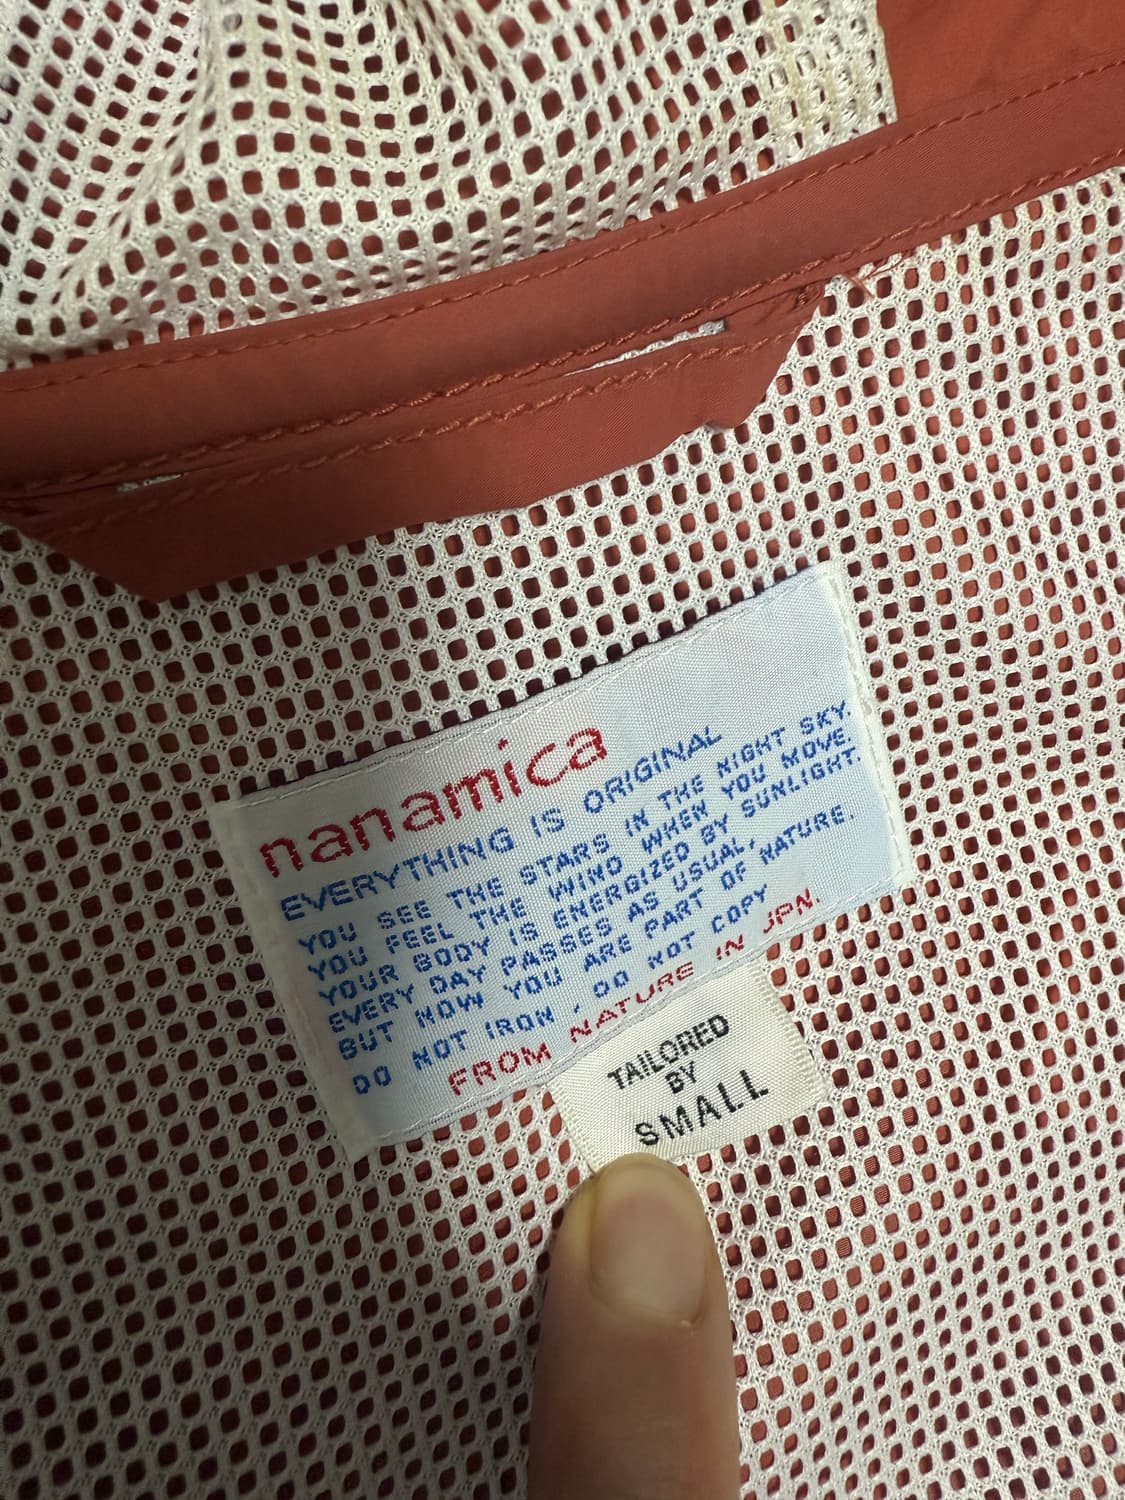 nanamica
EVERYTHING IS ORIGINAL
YOU SEE THE STARS IN THE NIGHT SKY.
YOU FEEL THE WIND WHEN YOU MOVE.
YOUR BODY IS ENERGIZED BY SUNLIGHT.
EVERY DAY PASSES AS USUAL,
BUT NOW YOU ARE PART OF NATURE.
DO NOT IRON, DO NOT COPY
FROM NATURE IN JPN.
TAILORED
BY
SMALL